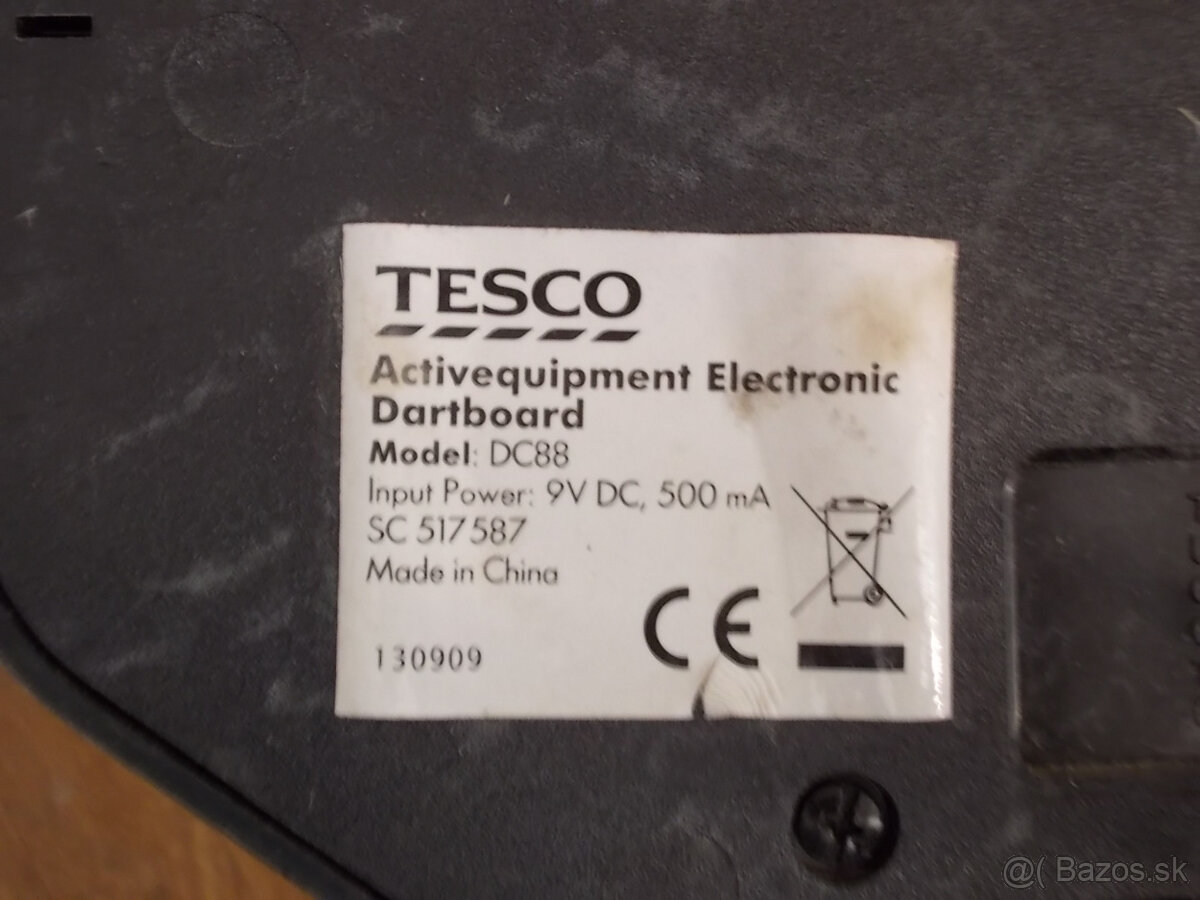 TESCO
Activequipment Electronic
Dartboard
Model: DC88
Input Power: 9V DC, 500 mA
SC 517587
Made in China
130909
CE
@( Bazos.sk